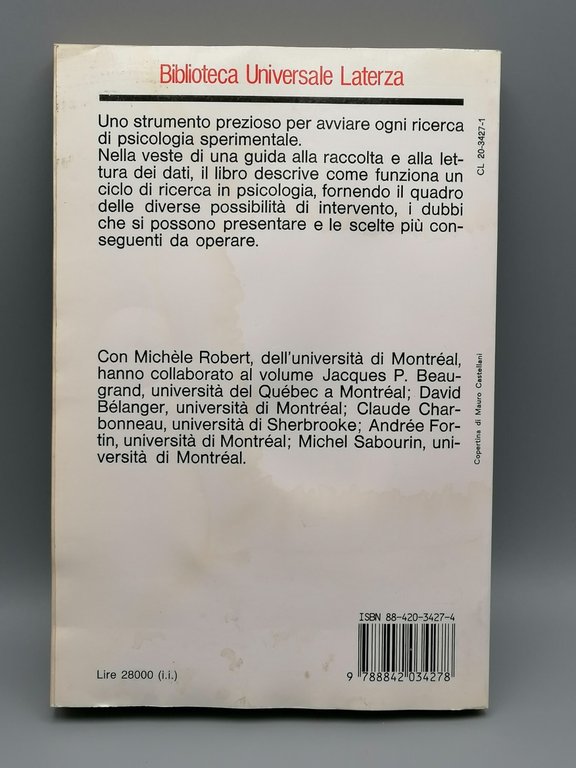 Biblioteca Universale Laterza
Uno strumento prezioso per avviare ogni ricerca
di psicologia sperimentale.
Nella veste di una guida alla raccolta e alla let-
tura dei dati, il libro descrive come funziona un
ciclo di ricerca in psicologia, fornendo il quadro
delle diverse possibilità di intervento, i dubbi
che si possono presentare e le scelte più con-
seguenti da operare.
CL 20-3427-1
Con Michèle Robert, dell'università di Montréal,
hanno collaborato al volume Jacques P. Beau-
grand, università del Québec a Montréal; David
Bélanger, università di Montréal; Claude Char-
bonneau, università di Sherbrooke; Andrée For-
tin, università di Montréal; Michel Sabourin, uni-
versità di Montréal.
Copertina di Mauro Castellani
ISBN 88-420-3427-4
9 788842 034278
Lire 28000 (i.i.)